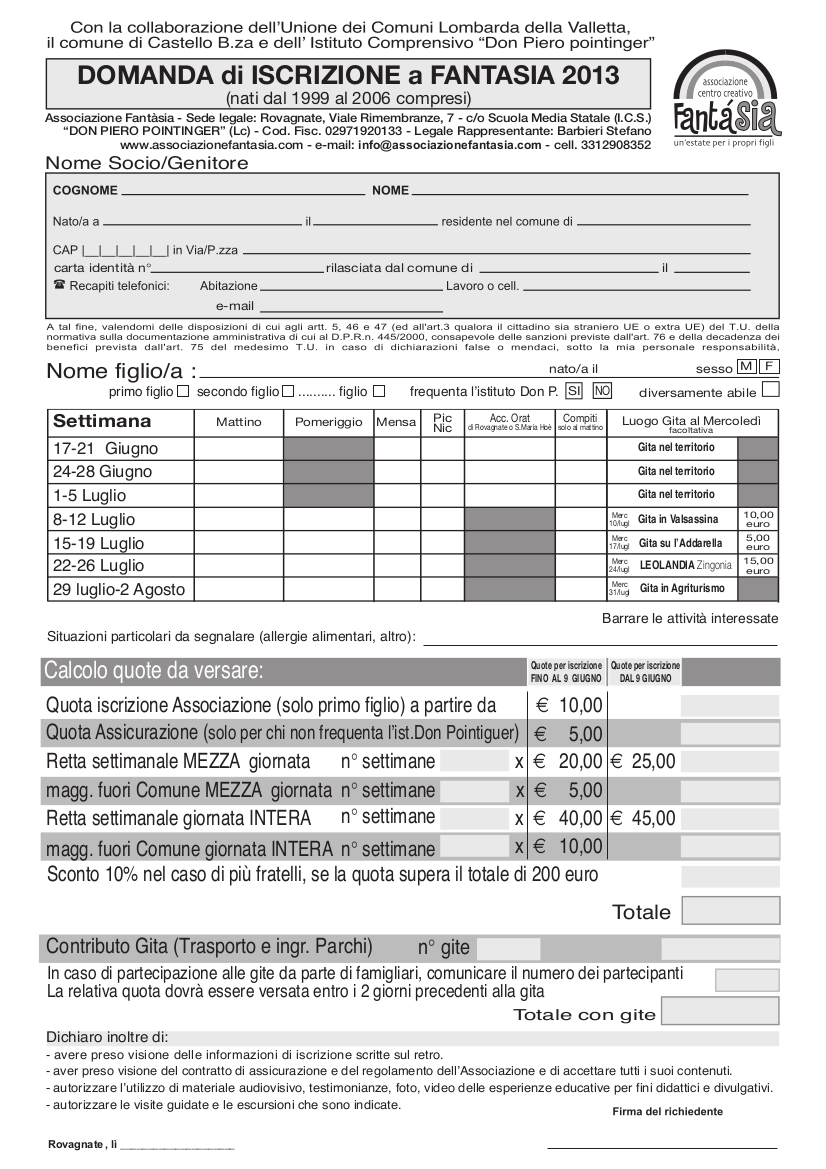 Con la collaborazione dell'Unione dei Comuni Lombarda della Valletta,
il comune di Castello B.za e dell' Istituto Comprensivo “Don Piero pointinger”
DOMANDA di ISCRIZIONE a FANTASIA 2013
(nati dal 1999 al 2006 compresi)
associazione
centro creativo
Fantásia
un'estate per i propri figli
Associazione Fantàsia - Sede legale: Rovagnate, Viale Rimembranze, 7 - c/o Scuola Media Statale (I.C.S.)
“DON PIERO POINTINGER” (Lc) - Cod. Fisc. 02971920133 - Legale Rappresentante: Barbieri Stefano
www.associazionefantasia.com - e-mail: info@associazionefantasia.com - cell. 3312908352
Nome Socio/Genitore
COGNOME NOME
Nato/a a il residente nel comune di
CAP |__|__|__|__|__| in Via/P.zza
carta identità n° rilasciata dal comune di il
☎ Recapiti telefonici: Abitazione Lavoro o cell.
e-mail
A tal fine, valendomi delle disposizioni di cui agli artt. 5, 46 e 47 (ed all'art.3 qualora il cittadino sia straniero UE o extra UE) del T.U. della
normativa sulla documentazione amministrativa di cui al D.P.R.n. 445/2000, consapevole delle sanzioni previste dall'art. 76 e della decadenza dei
benefici prevista dall'art. 75 del medesimo T.U. in caso di dichiarazioni false o mendaci, sotto la mia personale responsabilità,
Nome figlio/a : nato/a il sesso M F
primo figlio secondo figlio .......... figlio frequenta l'istituto Don P. SI NO diversamente abile
Settimana Mattino Pomeriggio Mensa Pic Nic Acc. Orat di Rovagnate o S.Maria Hoè Compiti solo al mattino Luogo Gita al Mercoledì facoltativa
17-21 Giugno Gita nel territorio
24-28 Giugno Gita nel territorio
1-5 Luglio Gita nel territorio
8-12 Luglio Merc 10/lugl Gita in Valsassina 10,00 euro
15-19 Luglio Merc 17/lugl Gita su l'Addarella 5,00 euro
22-26 Luglio Merc 24/lugl LEOLANDIA Zingonia 15,00 euro
29 luglio-2 Agosto Merc 31/lugl Gita in Agriturismo
Barrare le attività interessate
Situazioni particolari da segnalare (allergie alimentari, altro):
Calcolo quote da versare: Quote per iscrizione FINO AL 9 GIUGNO Quote per iscrizione DAL 9 GIUGNO
Quota iscrizione Associazione (solo primo figlio) a partire da € 10,00
Quota Assicurazione (solo per chi non frequenta l'ist.Don Pointiguer) € 5,00
Retta settimanale MEZZA giornata n° settimane x € 20,00 € 25,00
magg. fuori Comune MEZZA giornata n° settimane x € 5,00
Retta settimanale giornata INTERA n° settimane x € 40,00 € 45,00
magg. fuori Comune giornata INTERA n° settimane x € 10,00
Sconto 10% nel caso di più fratelli, se la quota supera il totale di 200 euro
Totale
Contributo Gita (Trasporto e ingr. Parchi) n° gite
In caso di partecipazione alle gite da parte di famigliari, comunicare il numero dei partecipanti
La relativa quota dovrà essere versata entro i 2 giorni precedenti alla gita
Totale con gite
Dichiaro inoltre di:
- avere preso visione delle informazioni di iscrizione scritte sul retro.
- aver preso visione del contratto di assicurazione e del regolamento dell'Associazione e di accettare tutti i suoi contenuti.
- autorizzare l'utilizzo di materiale audiovisivo, testimonianze, foto, video delle esperienze educative per fini didattici e divulgativi.
- autorizzare le visite guidate e le escursioni che sono indicate.
Firma del richiedente
Rovagnate, lì ___________________